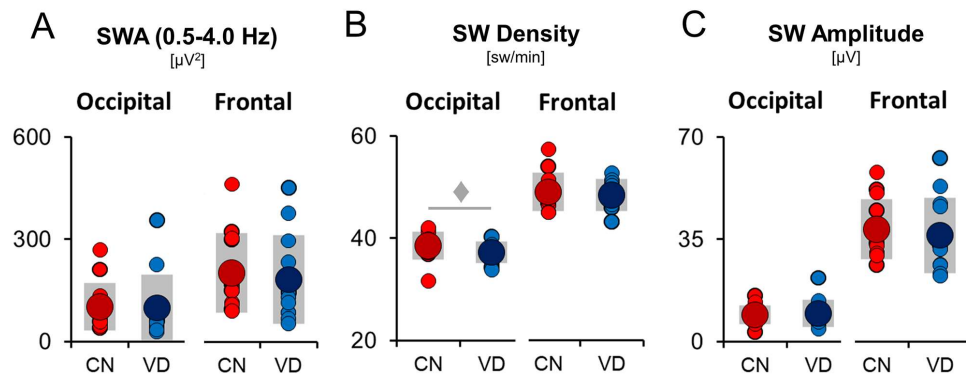 A
SWA (0.5-4.0 Hz)
[µV²]
Occipital Frontal
600
300
0
CN VD CN VD
B
SW Density
[sw/min]
Occipital Frontal
60
40
20
CN VD CN VD
C
SW Amplitude
[µV]
Occipital Frontal
70
35
0
CN VD CN VD